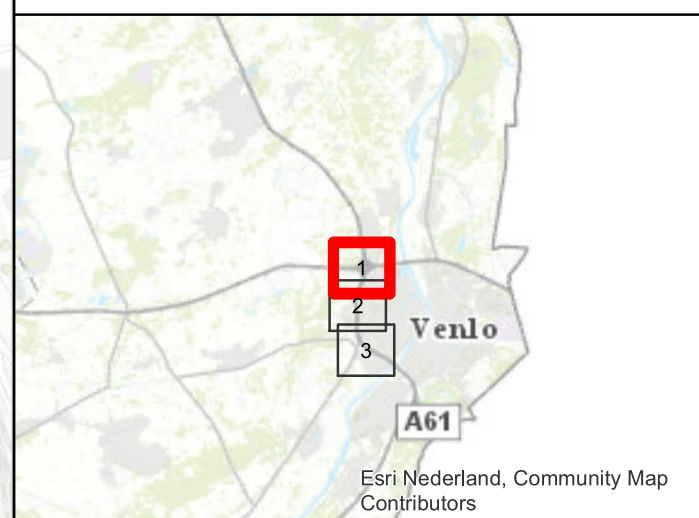 1
2
Venlo
3
A61
Esri Nederland, Community Map
Contributors